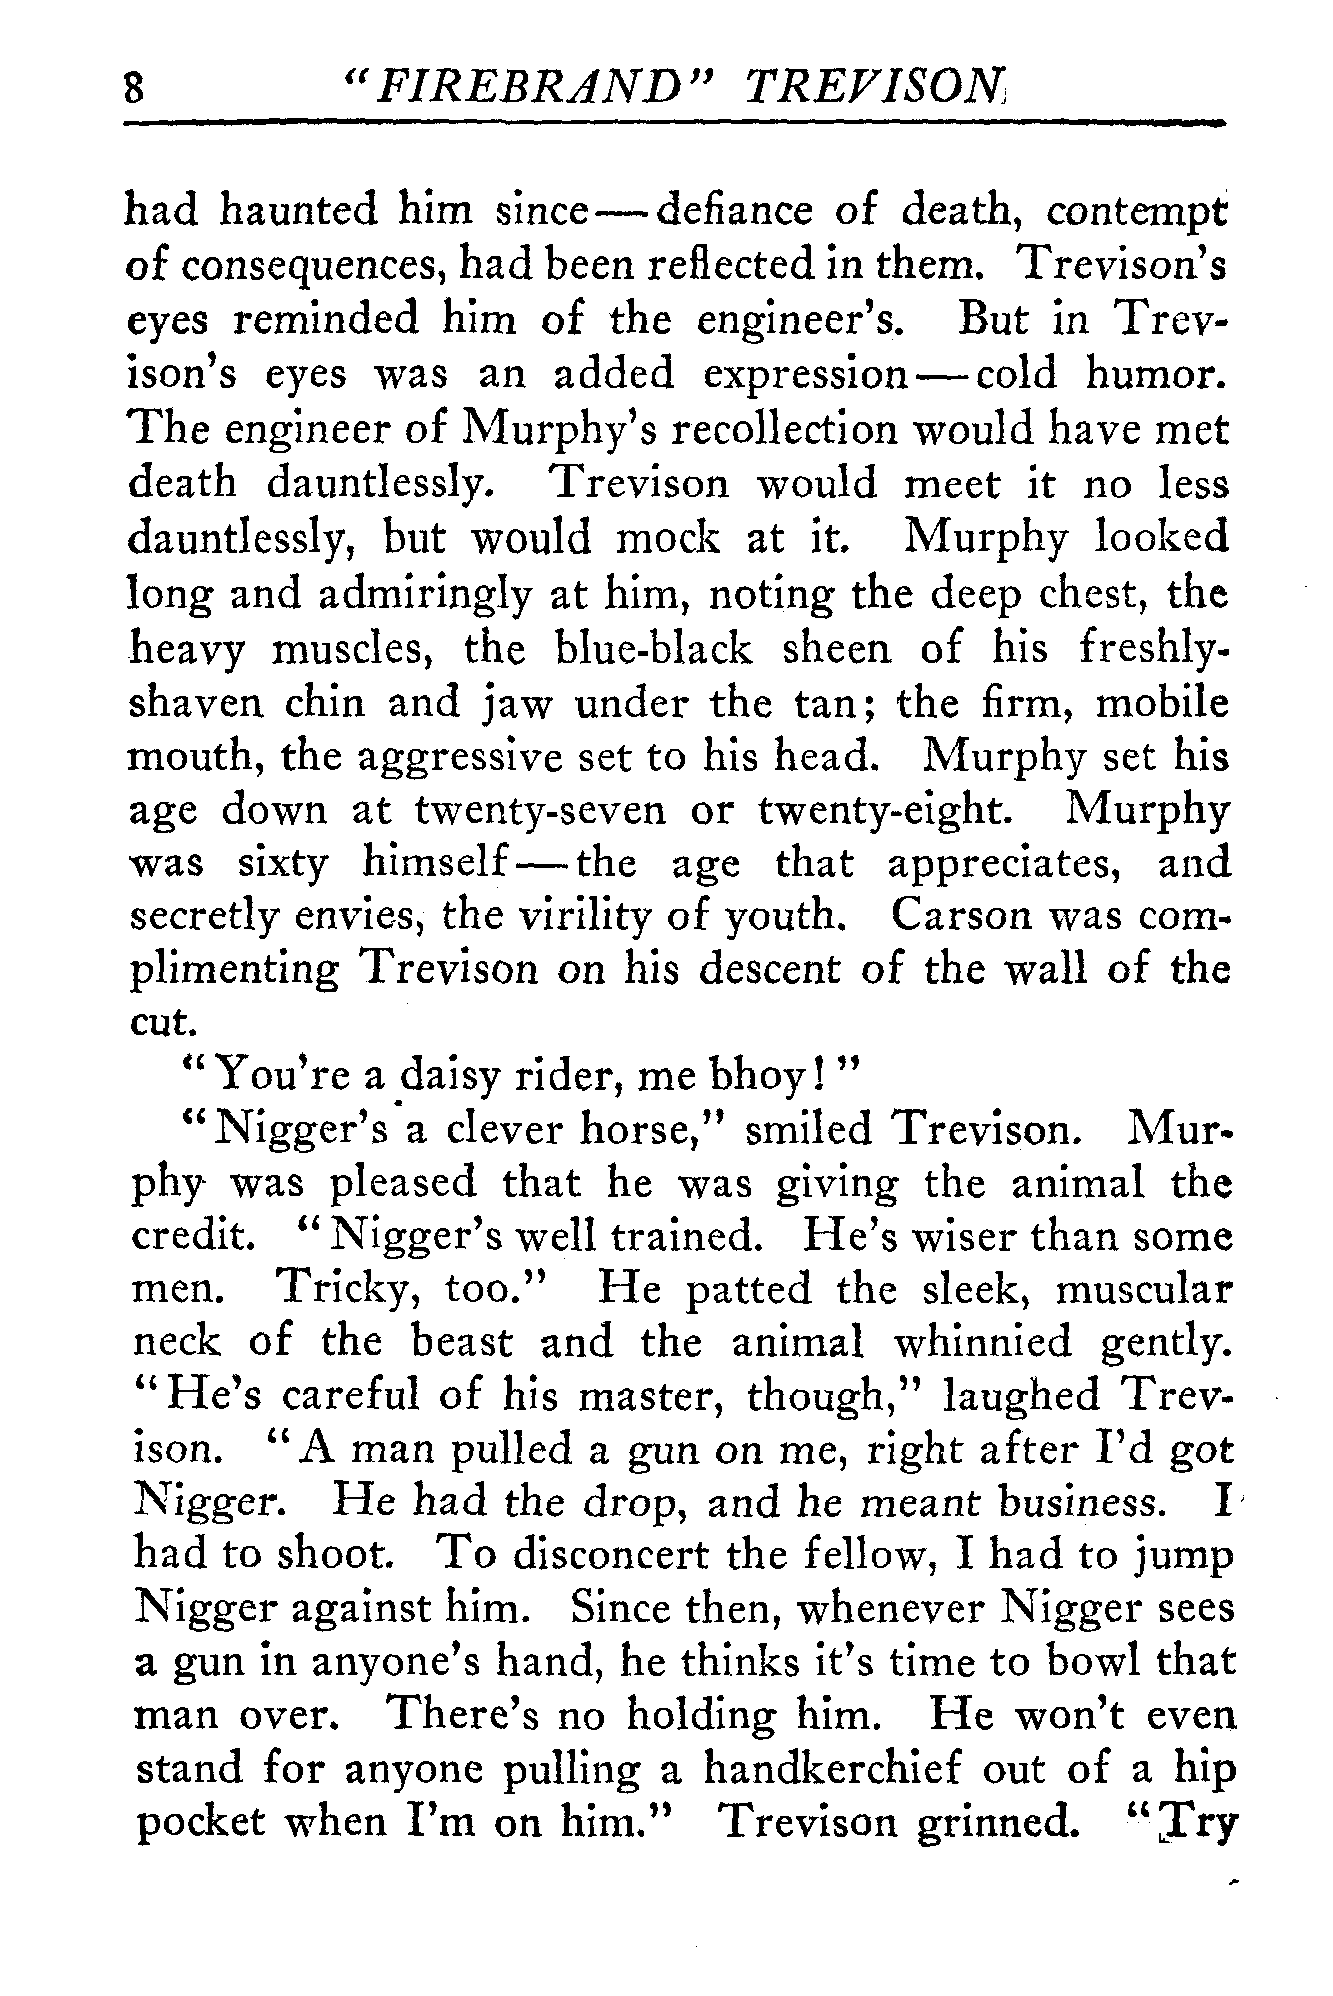 8 "FIREBRAND" TREVISON
had haunted him since—defiance of death, contempt
of consequences, had been reflected in them. Trevison's
eyes reminded him of the engineer's. But in Trev-
ison's eyes was an added expression—cold humor.
The engineer of Murphy's recollection would have met
death dauntlessly. Trevison would meet it no less
dauntlessly, but would mock at it. Murphy looked
long and admiringly at him, noting the deep chest, the
heavy muscles, the blue-black sheen of his freshly-
shaven chin and jaw under the tan; the firm, mobile
mouth, the aggressive set to his head. Murphy set his
age down at twenty-seven or twenty-eight. Murphy
was sixty himself—the age that appreciates, and
secretly envies, the virility of youth. Carson was com-
plimenting Trevison on his descent of the wall of the
cut.
"You're a daisy rider, me bhoy!"
"Nigger's a clever horse," smiled Trevison. Mur-
phy was pleased that he was giving the animal the
credit. "Nigger's well trained. He's wiser than some
men. Tricky, too." He patted the sleek, muscular
neck of the beast and the animal whinnied gently.
"He's careful of his master, though," laughed Trev-
ison. "A man pulled a gun on me, right after I'd got
Nigger. He had the drop, and he meant business. I
had to shoot. To disconcert the fellow, I had to jump
Nigger against him. Since then, whenever Nigger sees
a gun in anyone's hand, he thinks it's time to bowl that
man over. There's no holding him. He won't even
stand for anyone pulling a handkerchief out of a hip
pocket when I'm on him." Trevison grinned. "Try